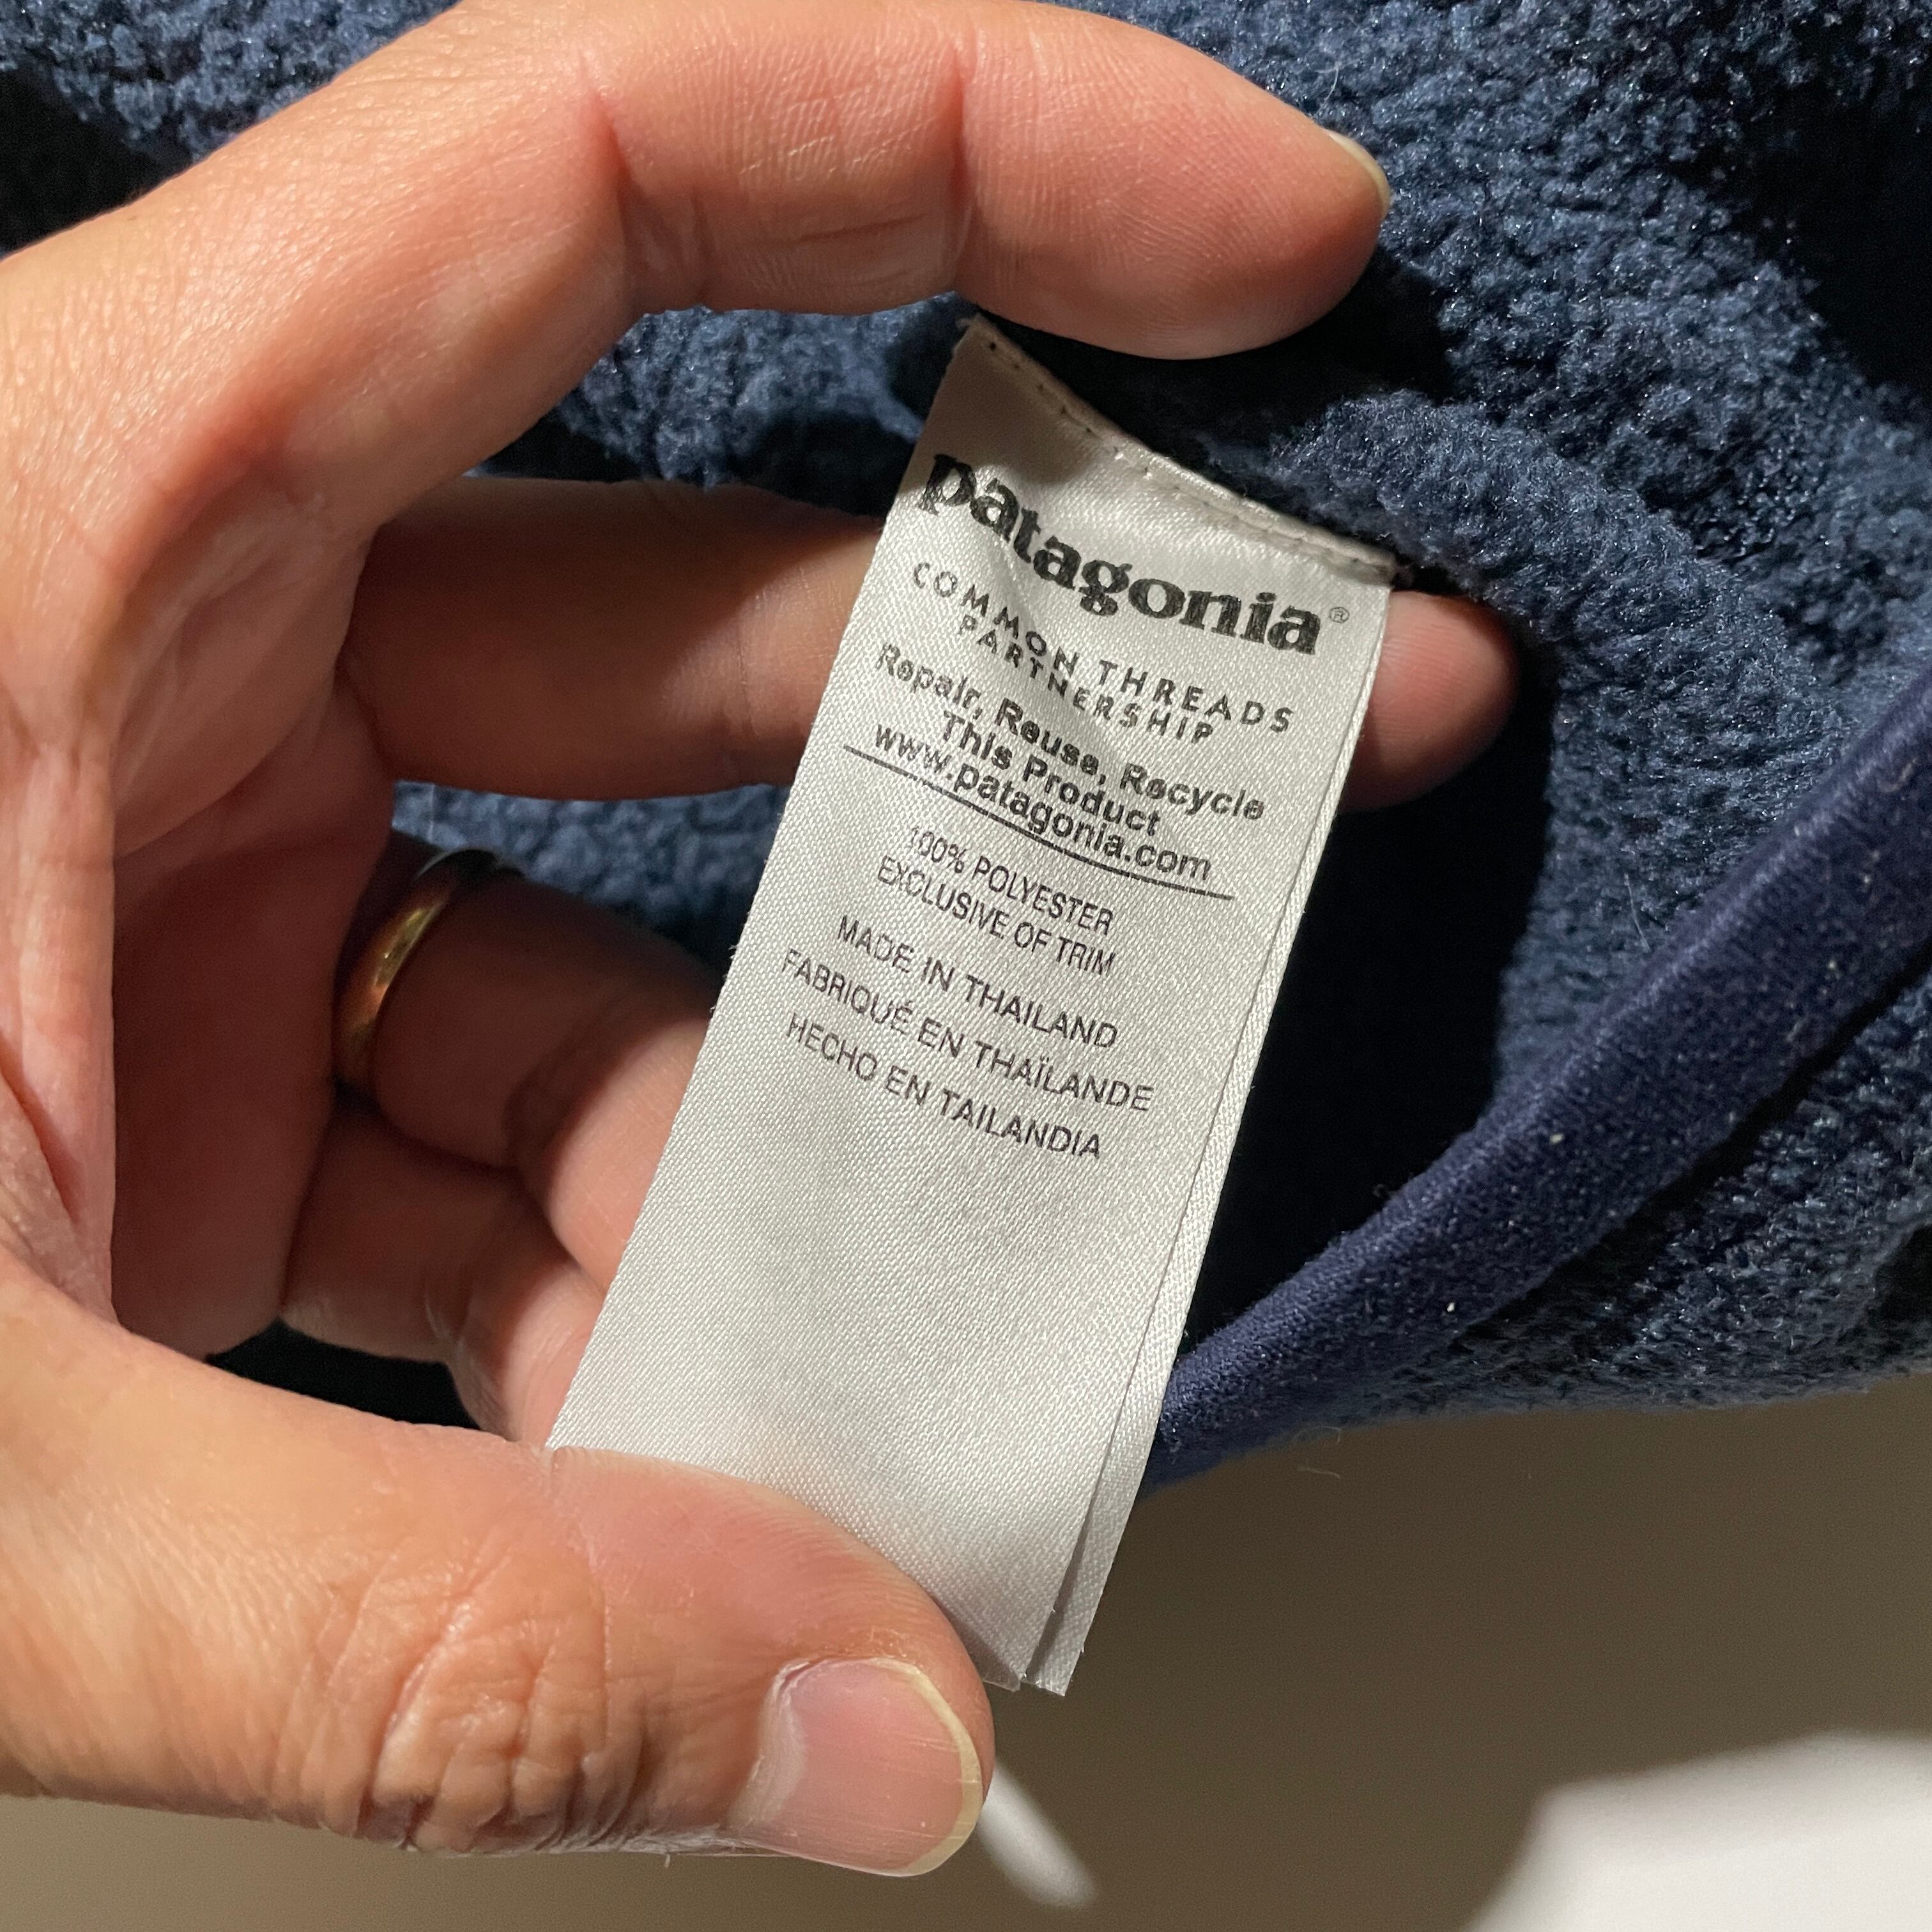 patagonia®
COMMON THREADS
PARTNERSHIP
Repair, Reuse, Recycle
This Product
www.patagonia.com
100% POLYESTER
EXCLUSIVE OF TRIM
MADE IN THAILAND
FABRIQUÉ EN THAÏLANDE
HECHO EN TAILANDIA